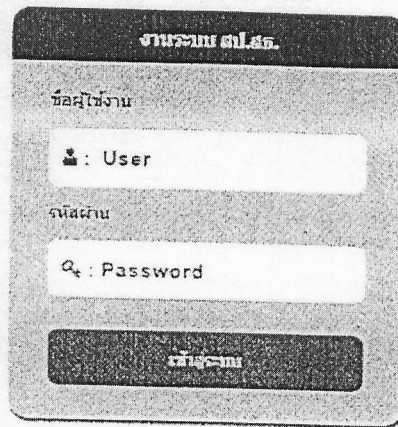 งานระบบ สป.สธ.
ชื่อผู้ใช้งาน
: User
รหัสผ่าน
: Password
เข้าสู่ระบบ